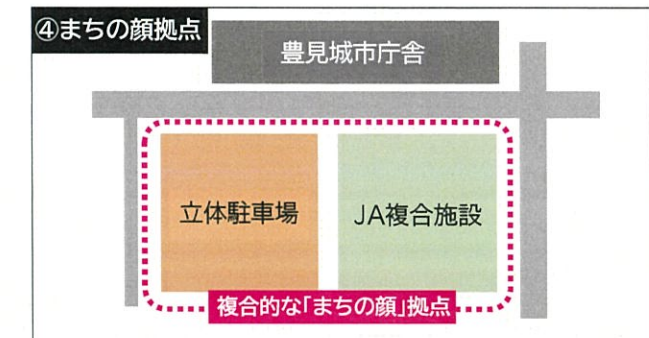 ④まちの顔拠点
豊見城市庁舎
立体駐車場
JA複合施設
複合的な「まちの顔」拠点